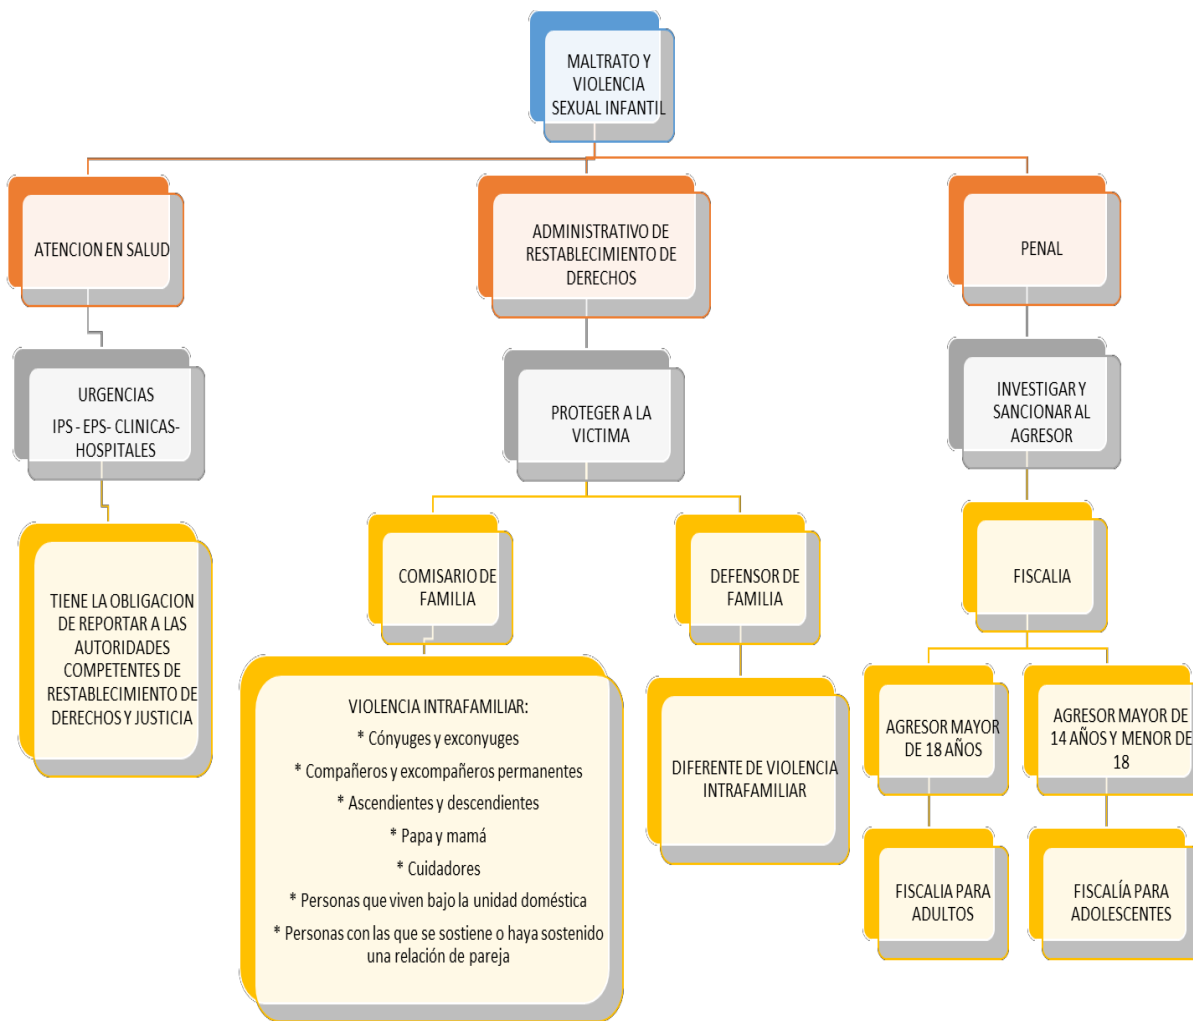 MALTRATO Y
VIOLENCIA
SEXUAL INFANTIL
ATENCION EN SALUD
ADMINISTRATIVO DE
RESTABLECIMIENTO DE
DERECHOS
PENAL
URGENCIAS
IPS - EPS- CLINICAS-
HOSPITALES
PROTEGER A LA
VICTIMA
INVESTIGAR Y
SANCIONAR AL
AGRESOR
TIENE LA OBLIGACION
DE REPORTAR A LAS
AUTORIDADES
COMPETENTES DE
RESTABLECIMIENTO DE
DERECHOS Y JUSTICIA
COMISARIO DE
FAMILIA
DEFENSOR DE
FAMILIA
FISCALIA
VIOLENCIA INTRAFAMILIAR:
* Cónyuges y exconyuges
* Compañeros y excompañeros permanentes
* Ascendientes y descendientes
* Papa y mamá
* Cuidadores
* Personas que viven bajo la unidad doméstica
* Personas con las que se sostiene o haya sostenido
una relación de pareja
DIFERENTE DE VIOLENCIA
INTRAFAMILIAR
AGRESOR MAYOR
DE 18 AÑOS
AGRESOR MAYOR DE
14 AÑOS Y MENOR DE
18
FISCALIA PARA
ADULTOS
FISCALÍA PARA
ADOLESCENTES